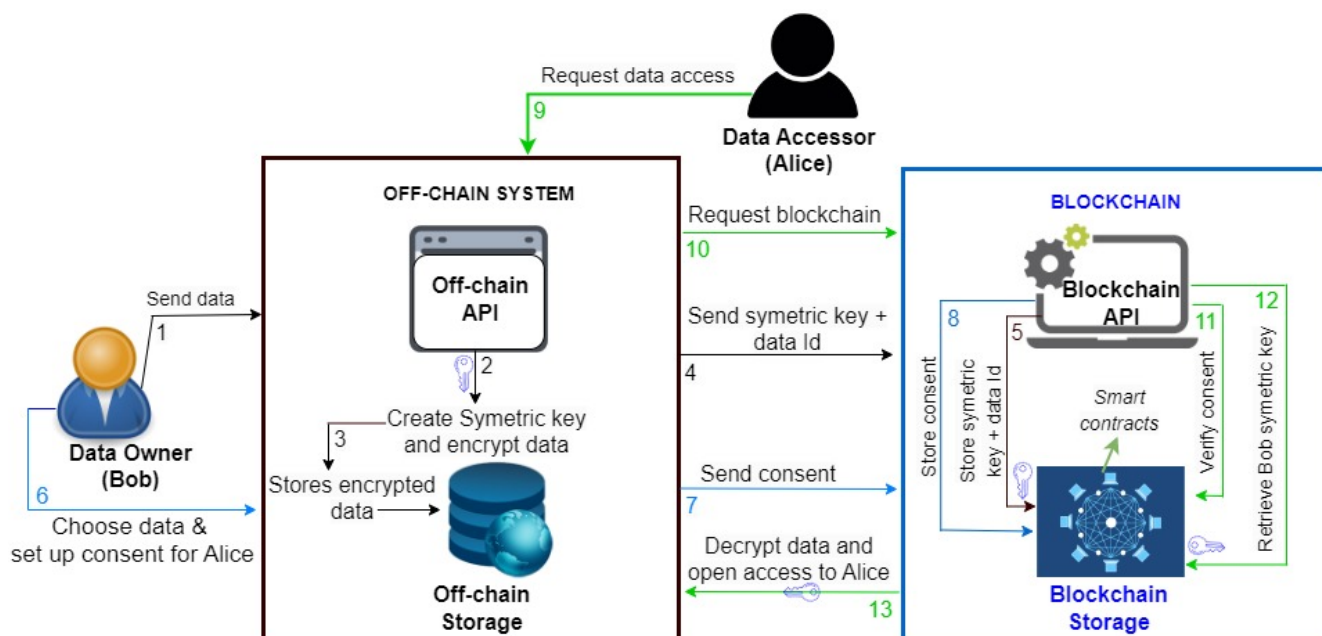 Request data access
9
Data Accessor
(Alice)
OFF-CHAIN SYSTEM
BLOCKCHAIN
Request blockchain
10
Off-chain
API
Blockchain
API
Send data
1
2
8
5
11
12
Send symetric key +
data Id
4
Create Symetric key
and encrypt data
3
Smart
contracts
Store consent
Store symetric
key + data Id
Verify consent
Retrieve Bob symetric key
Data Owner
(Bob)
Stores encrypted
data
Send consent
7
6
Choose data &
set up consent for Alice
Decrypt data and
open access to Alice
13
Off-chain
Storage
Blockchain
Storage